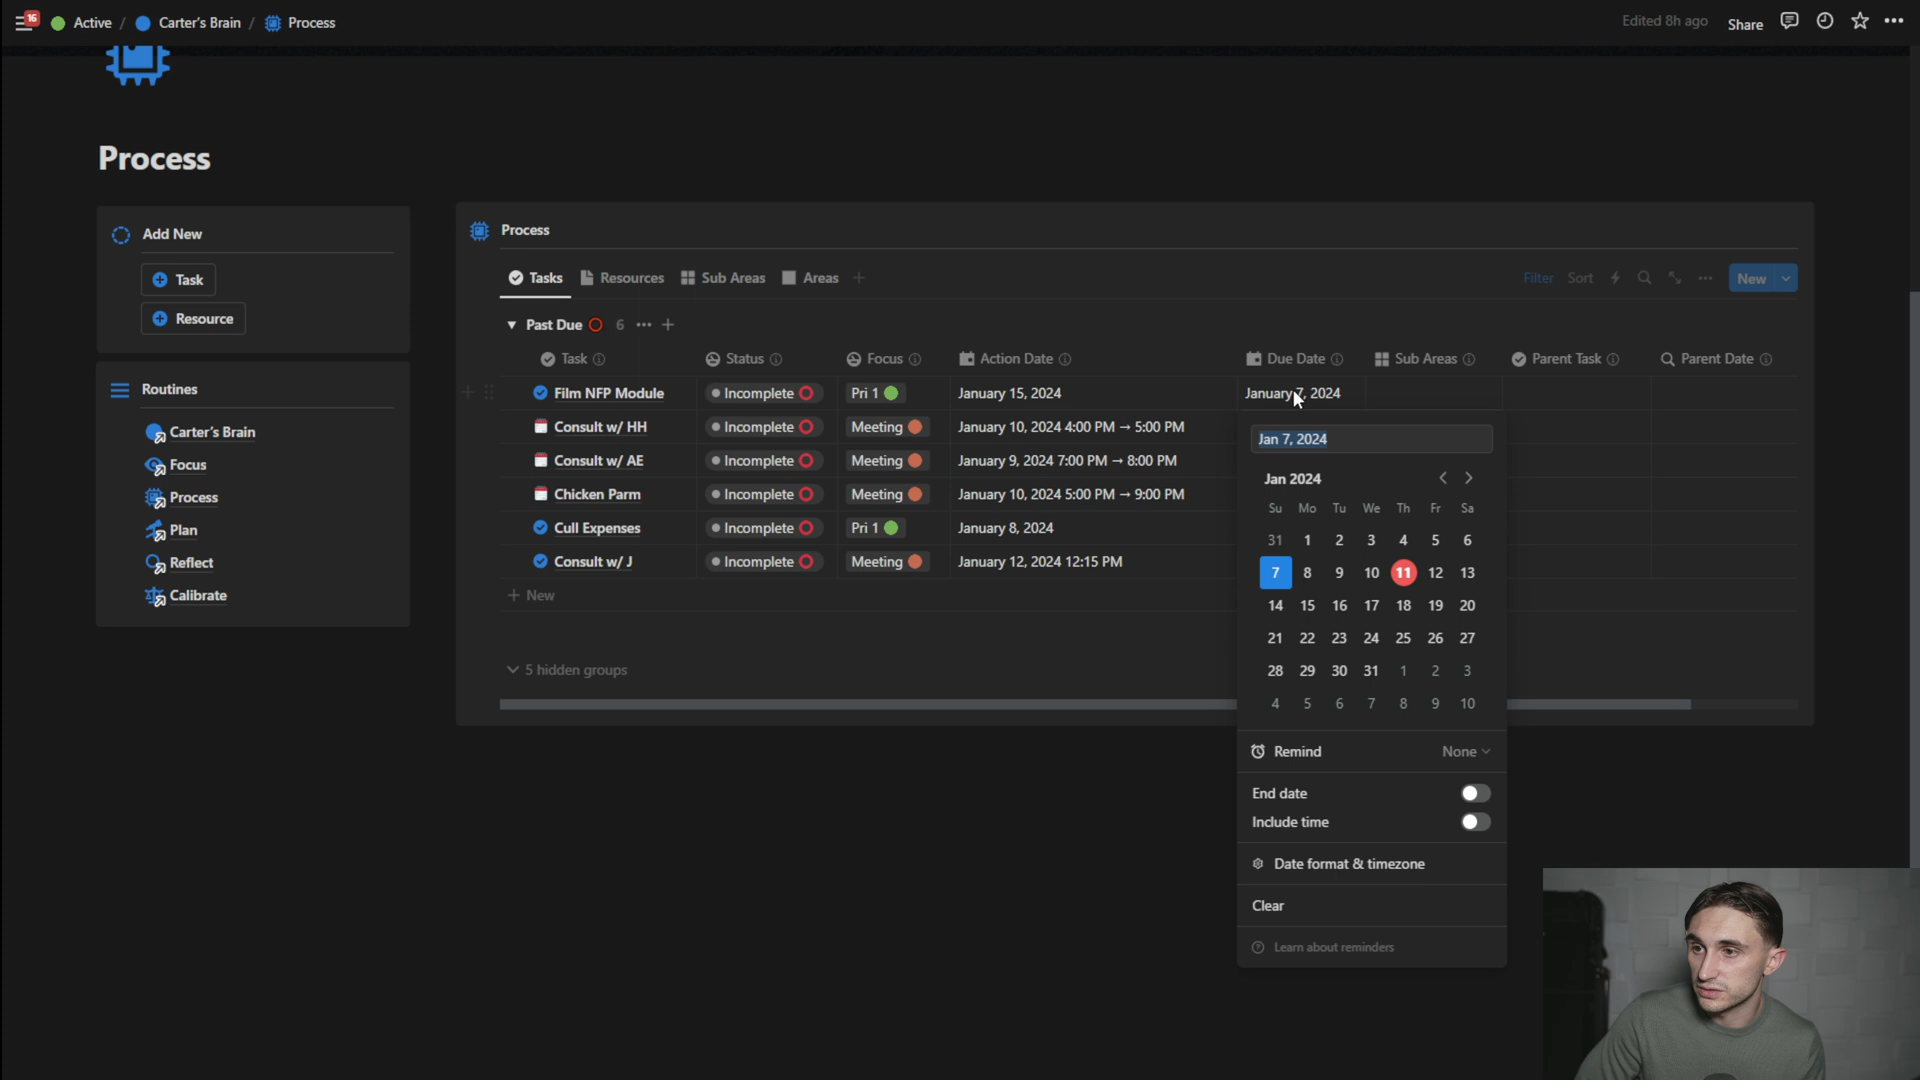 16 Active / Carter's Brain / Process
Edited 8h ago Share
Process
Add New
Task
Resource
Routines
Carter's Brain
Focus
Process
Plan
Reflect
Calibrate
Process
Tasks Resources Sub Areas Areas
Filter Sort New
Past Due 6
Task Status Focus Action Date Due Date Sub Areas Parent Task Parent Date
Film NFP Module Incomplete Pri 1 January 15, 2024 January 7, 2024
Consult w/ HH Incomplete Meeting January 10, 2024 4:00 PM → 5:00 PM
Consult w/ AE Incomplete Meeting January 9, 2024 7:00 PM → 8:00 PM
Chicken Parm Incomplete Meeting January 10, 2024 5:00 PM → 9:00 PM
Cull Expenses Incomplete Pri 1 January 8, 2024
Consult w/ J Incomplete Meeting January 12, 2024 12:15 PM
+ New
5 hidden groups
Jan 7, 2024
Jan 2024
Su Mo Tu We Th Fr Sa
31 1 2 3 4 5 6
7 8 9 10 11 12 13
14 15 16 17 18 19 20
21 22 23 24 25 26 27
28 29 30 31 1 2 3
4 5 6 7 8 9 10
Remind None
End date
Include time
Date format & timezone
Clear
Learn about reminders